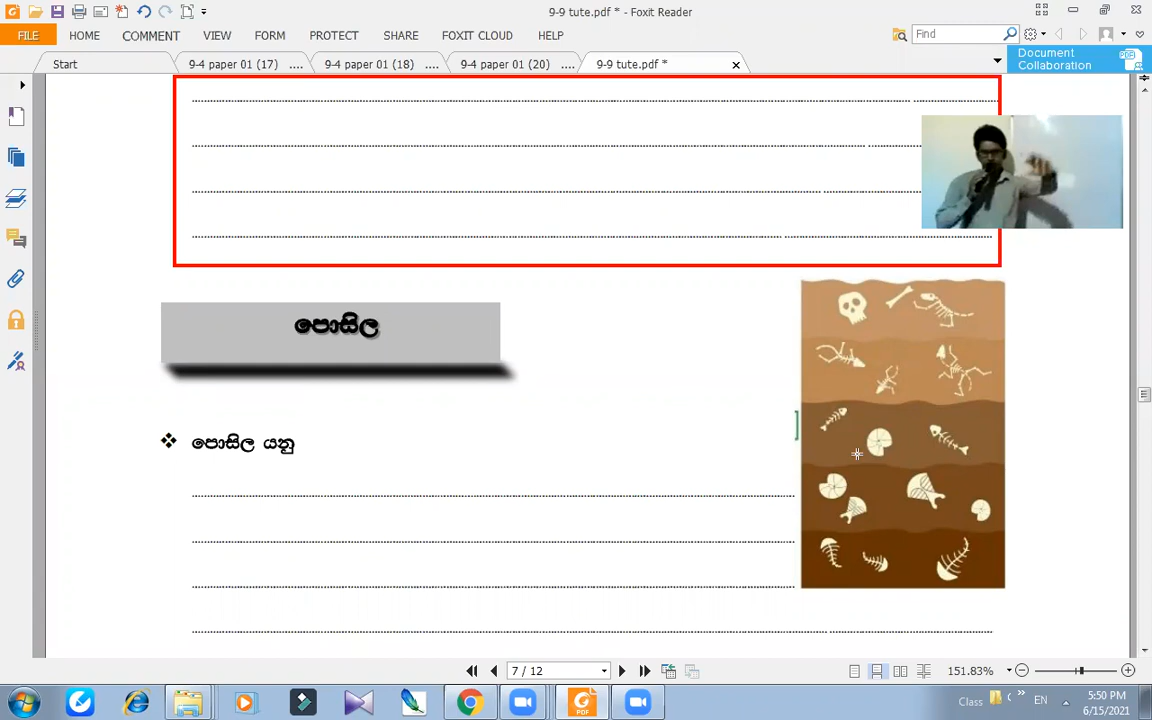 9-9 tute.pdf * - Foxit Reader
FILE HOME COMMENT VIEW FORM PROTECT SHARE FOXIT CLOUD HELP
Find
Document
Collaboration
Start
9-4 paper 01 (17) ....
9-4 paper 01 (18) ....
9-4 paper 01 (20) ....
9-9 tute.pdf *
පොසිල
❖ පොසිල යනු
7 / 12
151.83%
Class
EN
5:50 PM
6/15/2021